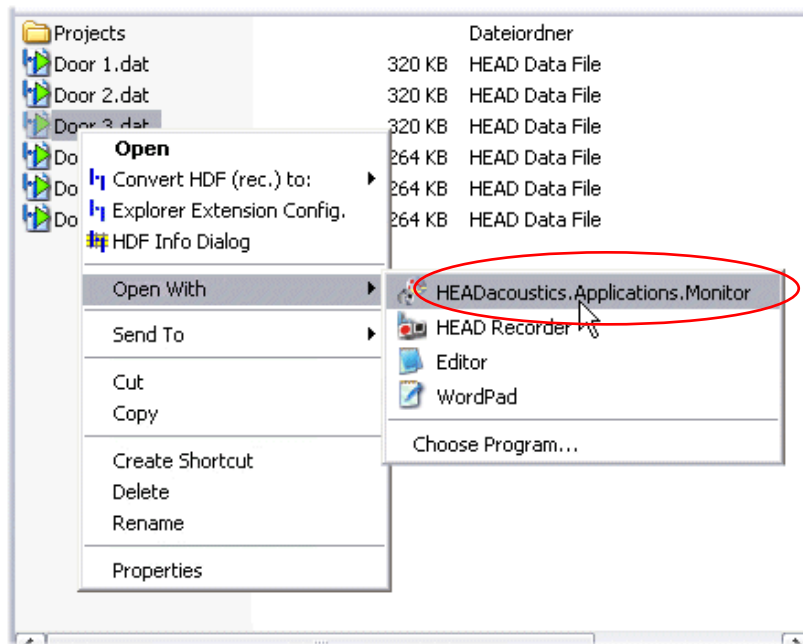 Projects Dateiordner
Door 1.dat 320 KB HEAD Data File
Door 2.dat 320 KB HEAD Data File
Door 3.dat 320 KB HEAD Data File
Do 264 KB HEAD Data File
Do 264 KB HEAD Data File
Do 264 KB HEAD Data File
Open
Convert HDF (rec.) to:
Explorer Extension Config.
HDF Info Dialog
Open With
Send To
Cut
Copy
Create Shortcut
Delete
Rename
Properties
HEADacoustics.Applications.Monitor
HEAD Recorder
Editor
WordPad
Choose Program...